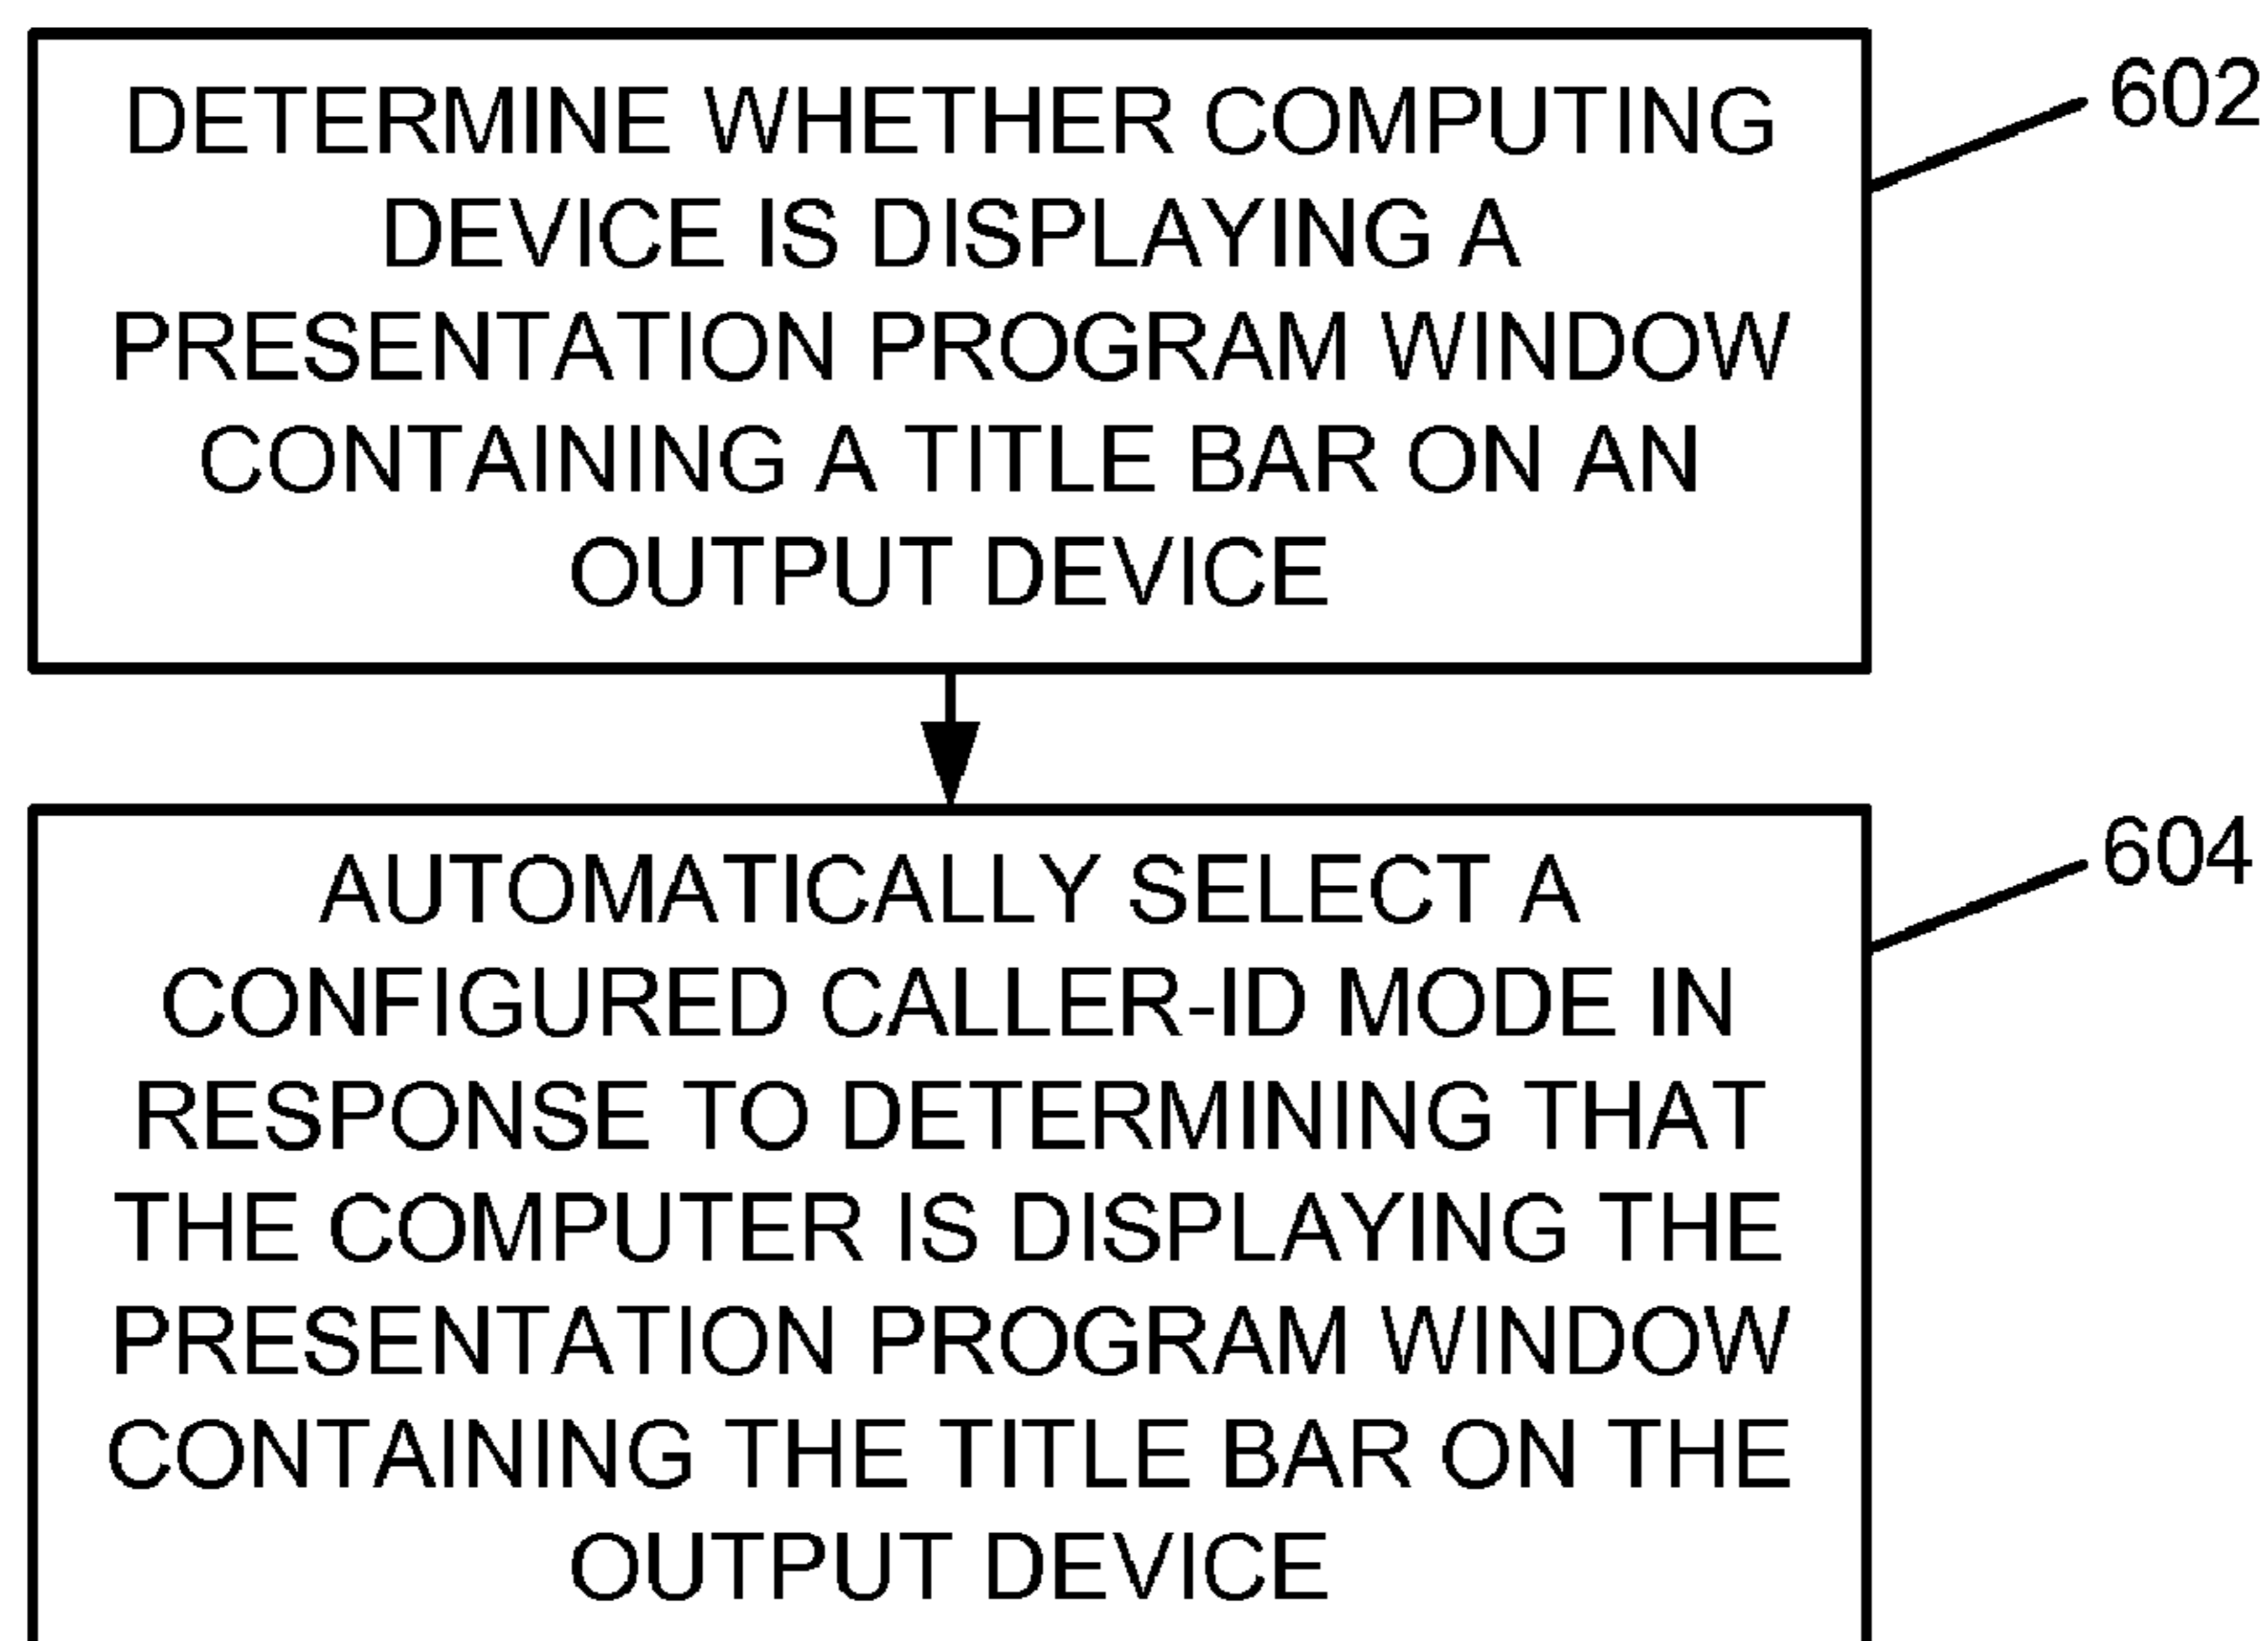 DETERMINE WHETHER COMPUTING
DEVICE IS DISPLAYING A
PRESENTATION PROGRAM WINDOW
CONTAINING A TITLE BAR ON AN
OUTPUT DEVICE
602
AUTOMATICALLY SELECT A
CONFIGURED CALLER-ID MODE IN
RESPONSE TO DETERMINING THAT
THE COMPUTER IS DISPLAYING THE
PRESENTATION PROGRAM WINDOW
CONTAINING THE TITLE BAR ON THE
OUTPUT DEVICE
604